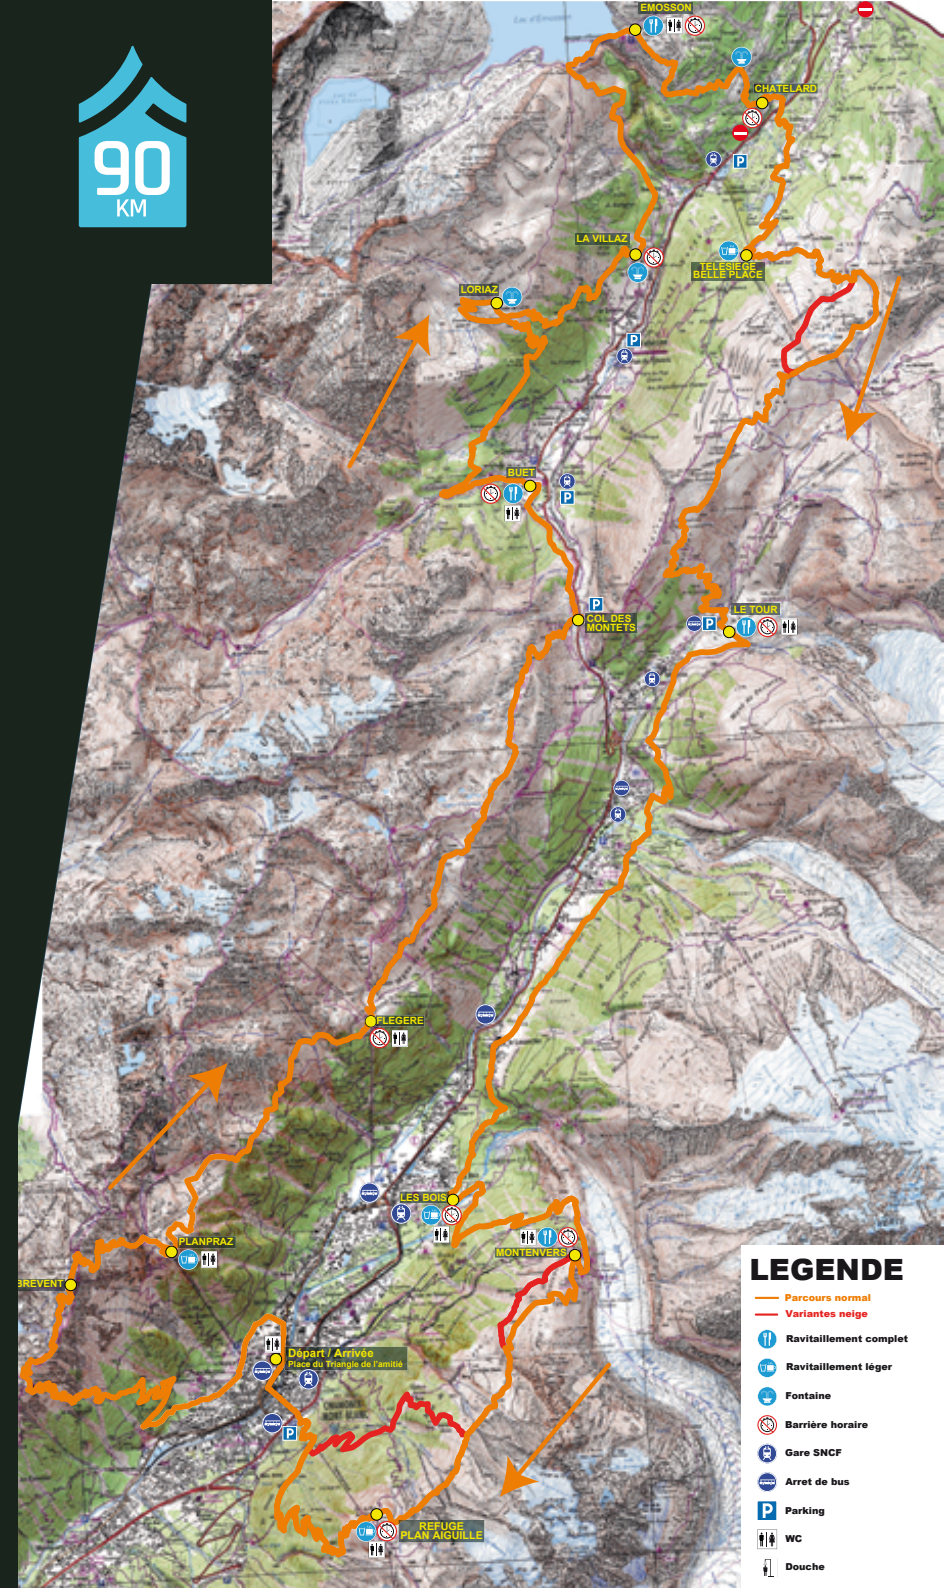 90
KM
EMOSSON
CHATELARD
LA VILLAZ
TELESIEGE
BELLE PLACE
LORIAZ
BUET
COL DES
MONTETS
LE TOUR
FLEGERE
LES BOIS
PLANPRAZ
MONTENVERS
BREVENT
Départ / Arrivée
Place du Triangle de l'amitié
REFUGE
PLAN AIGUILLE
P
P
P
P
P
P
LEGENDE
Parcours normal
Variantes neige
Ravitaillement complet
Ravitaillement léger
Fontaine
Barrière horaire
Gare SNCF
Arret de bus
P Parking
WC
Douche